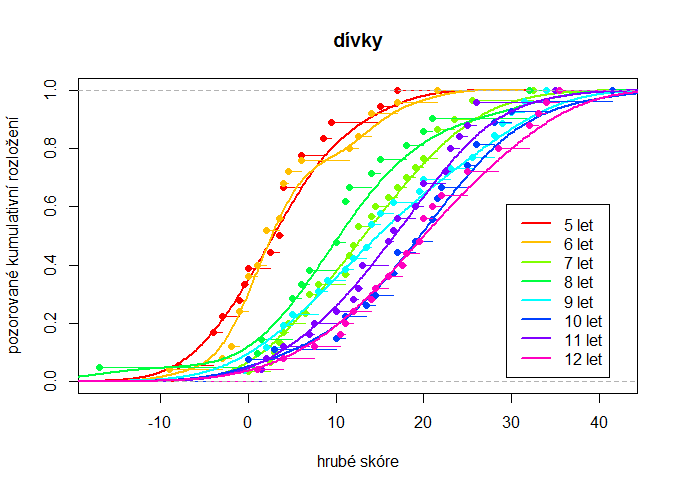 dívky
pozorované kumulativní rozložení
1.0
0.8
0.6
0.4
0.2
0.0
5 let
6 let
7 let
8 let
9 let
10 let
11 let
12 let
-10 0 10 20 30 40
hrubé skóre